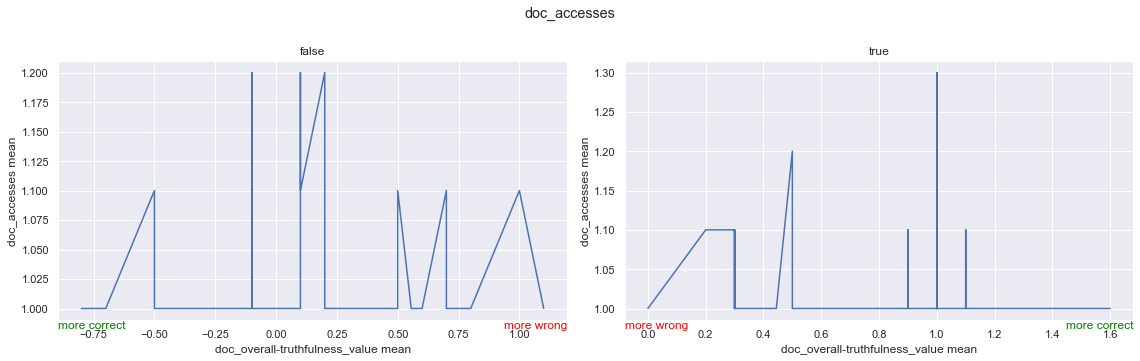 doc_accesses
false
doc_accesses mean
1.200
1.175
1.150
1.125
1.100
1.075
1.050
1.025
1.000
more correct
more wrong
−0.75 −0.50 −0.25 0.00 0.25 0.50 0.75 1.00
doc_overall-truthfulness_value mean
true
doc_accesses mean
1.30
1.25
1.20
1.15
1.10
1.05
1.00
more wrong
more correct
0.0 0.2 0.4 0.6 0.8 1.0 1.2 1.4 1.6
doc_overall-truthfulness_value mean